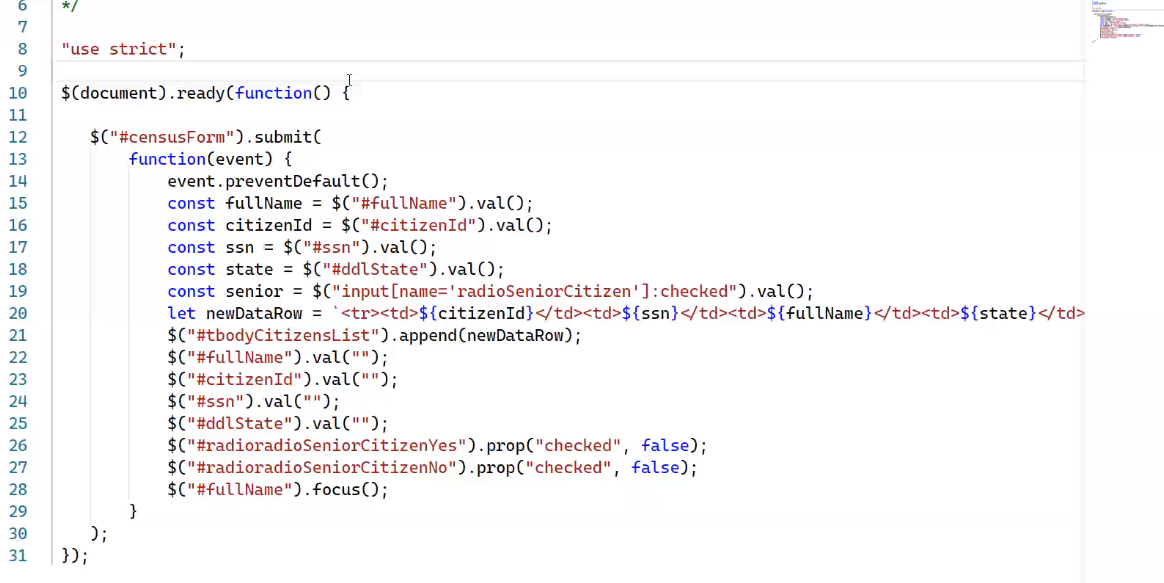 6 */
7
8 "use strict";
9
10 $(document).ready(function() {
11
12 $("#censusForm").submit(
13 function(event) {
14 event.preventDefault();
15 const fullName = $("#fullName").val();
16 const citizenId = $("#citizenId").val();
17 const ssn = $("#ssn").val();
18 const state = $("#ddlState").val();
19 const senior = $("input[name='radioSeniorCitizen']:checked").val();
20 let newDataRow = `<tr><td>${citizenId}</td><td>${ssn}</td><td>${fullName}</td><td>${state}</td>
21 $("#tbodyCitizensList").append(newDataRow);
22 $("#fullName").val("");
23 $("#citizenId").val("");
24 $("#ssn").val("");
25 $("#ddlState").val("");
26 $("#radioradioSeniorCitizenYes").prop("checked", false);
27 $("#radioradioSeniorCitizenNo").prop("checked", false);
28 $("#fullName").focus();
29 }
30 );
31 });